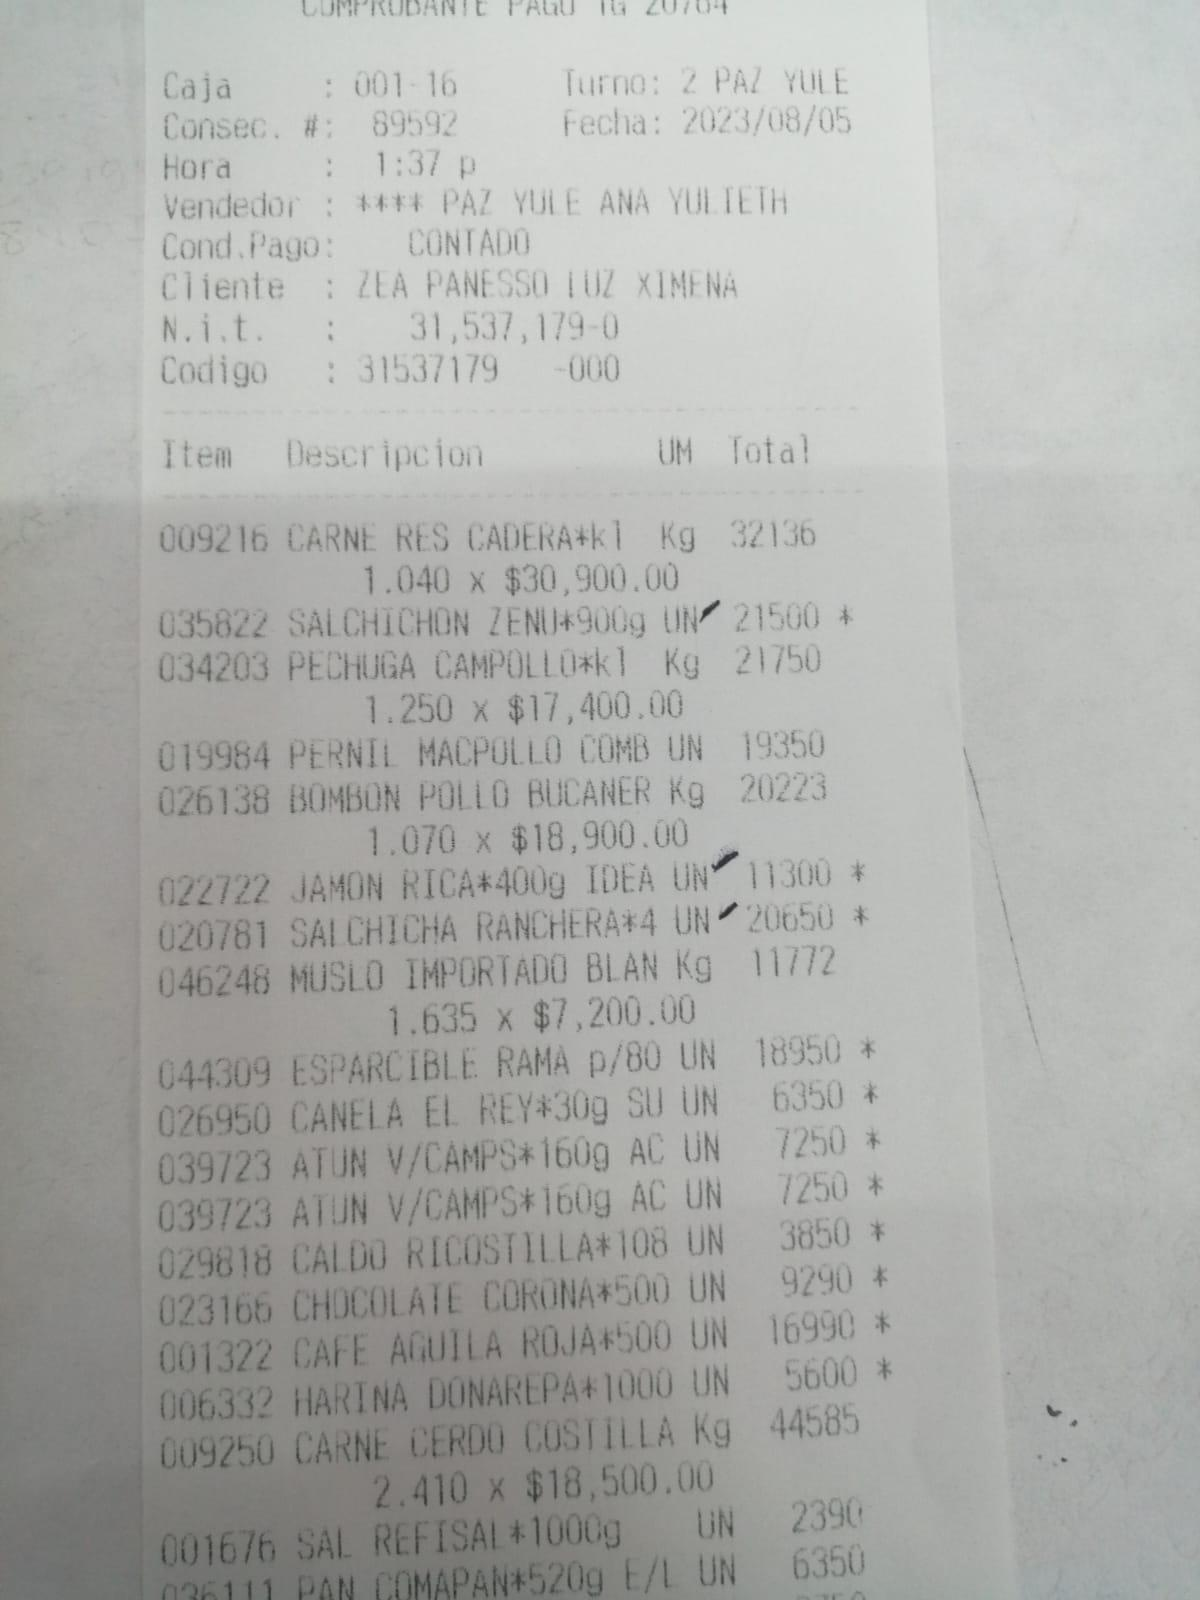 COMPROBANTE PAGO TG 20784
Caja : 001-16 Turno: 2 PAZ YULE
Consec. #: 89592 Fecha: 2023/08/05
Hora : 1:37 p
Vendedor : **** PAZ YULE ANA YULIETH
Cond.Pago: CONTADO
Cliente : ZEA PANESSO LUZ XIMENA
N.i.t. : 31,537,179-0
Codigo : 31537179 -000
Item Descripcion UM Total
009216 CARNE RES CADERA*kl Kg 32136
1.040 x $30,900.00
035822 SALCHICHON ZENU*900g UN 21500 *
034203 PECHUGA CAMPOLLO*kl Kg 21750
1.250 x $17,400.00
019984 PERNIL MACPOLLO COMB UN 19350
026138 BOMBON POLLO BUCANER Kg 20223
1.070 x $18,900.00
022722 JAMON RICA*400g IDEA UN 11300 *
020781 SALCHICHA RANCHERA*4 UN 20650 *
046248 MUSLO IMPORTADO BLAN Kg 11772
1.635 x $7,200.00
044309 ESPARCIBLE RAMA p/80 UN 18950 *
026950 CANELA EL REY*30g SU UN 6350 *
039723 ATUN V/CAMPS*160g AC UN 7250 *
039723 ATUN V/CAMPS*160g AC UN 7250 *
029818 CALDO RICOSTILLA*108 UN 3850 *
023166 CHOCOLATE CORONA*500 UN 9290 *
001322 CAFE AGUILA ROJA*500 UN 16990 *
006332 HARINA DONAREPA*1000 UN 5600 *
009250 CARNE CERDO COSTILLA Kg 44585
2.410 x $18,500.00
001676 SAL REFISAL*1000g UN 2390
036111 PAN COMAPAN*520g E/L UN 6350